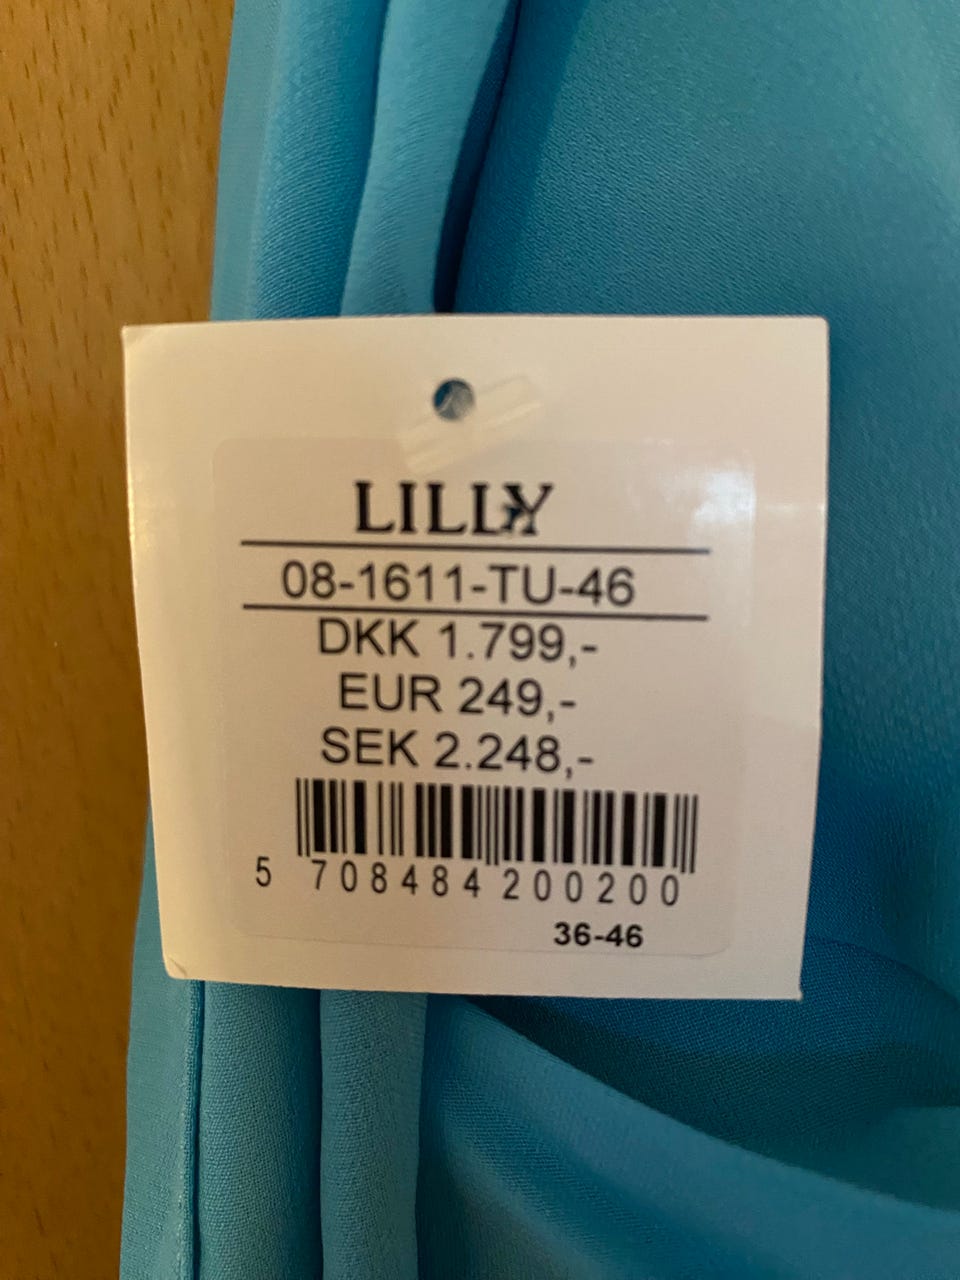 LILLY
08-1611-TU-46
DKK 1.799,-
EUR 249,-
SEK 2.248,-
5 708484 200200
36-46